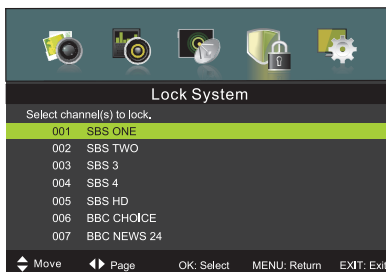 Lock System
Select channel(s) to lock.
001 SBS ONE
002 SBS TWO
003 SBS 3
004 SBS 4
005 SBS HD
006 BBC CHOICE
007 BBC NEWS 24
Move Page OK: Select MENU: Return EXIT: Exit